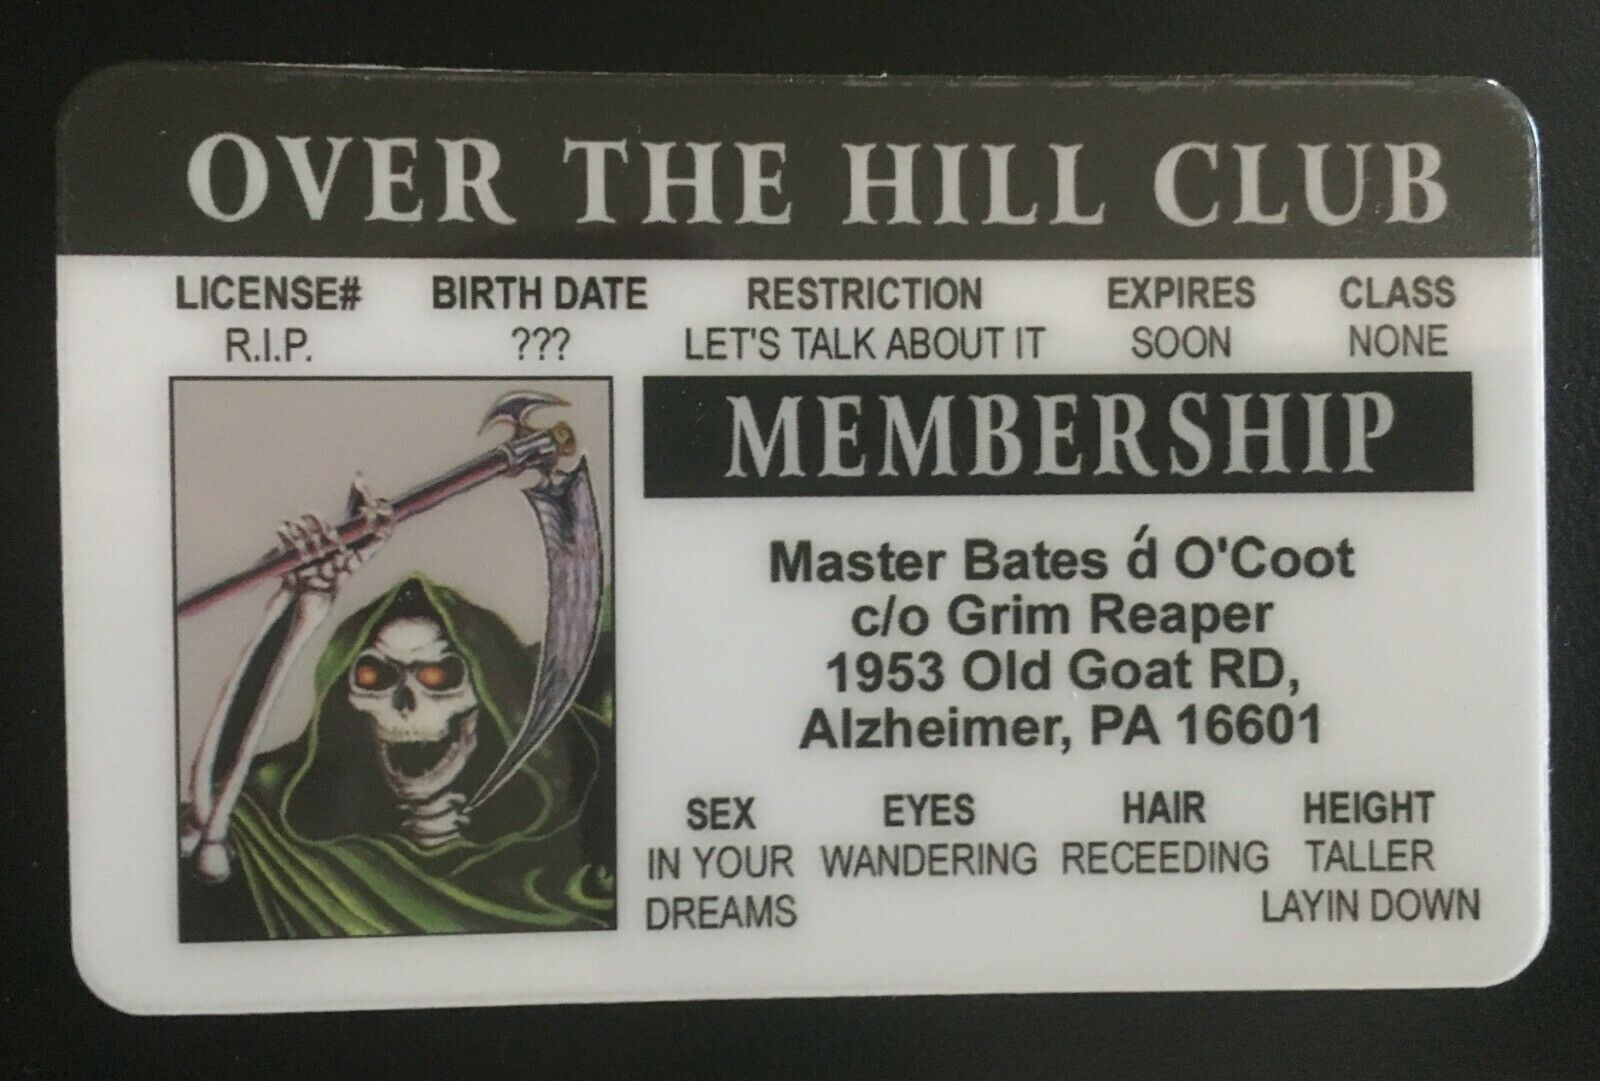 OVER THE HILL CLUB
LICENSE# BIRTH DATE RESTRICTION EXPIRES CLASS
R.I.P. ??? LET'S TALK ABOUT IT SOON NONE
MEMBERSHIP
Master Bates d́ O'Coot
c/o Grim Reaper
1953 Old Goat RD,
Alzheimer, PA 16601
SEX EYES HAIR HEIGHT
IN YOUR WANDERING RECEEDING TALLER
DREAMS LAYIN DOWN